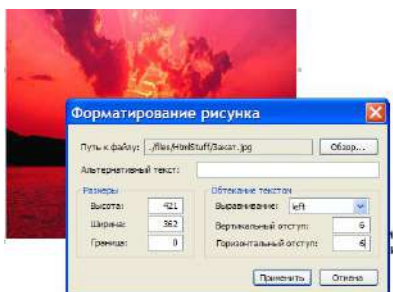 Форматирование рисунка
Путь к файлу: ../files/HtmlStuff/Закат.jpg Обзор...
Альтернативный текст:
Размеры Обтекание текстом
Высота: 421 Выравнивание: left
Ширина: 362 Вертикальный отступ: 6
Граница: 0 Горизонтальный отступ: 6
Применить Отмена